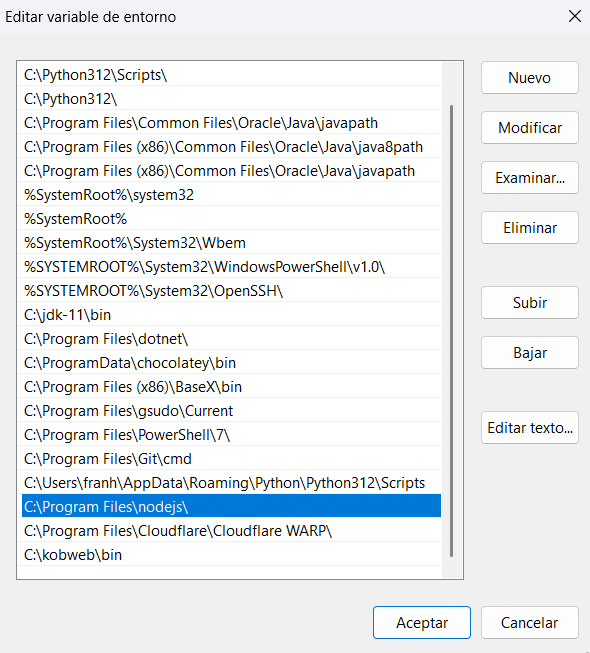 Editar variable de entorno
C:\Python312\Scripts\
C:\Python312\
C:\Program Files\Common Files\Oracle\Java\javapath
C:\Program Files (x86)\Common Files\Oracle\Java\java8path
C:\Program Files (x86)\Common Files\Oracle\Java\javapath
%SystemRoot%\system32
%SystemRoot%
%SystemRoot%\System32\Wbem
%SYSTEMROOT%\System32\WindowsPowerShell\v1.0\
%SYSTEMROOT%\System32\OpenSSH\
C:\jdk-11\bin
C:\Program Files\dotnet\
C:\ProgramData\chocolatey\bin
C:\Program Files (x86)\BaseX\bin
C:\Program Files\gsudo\Current
C:\Program Files\PowerShell\7\
C:\Program Files\Git\cmd
C:\Users\franh\AppData\Roaming\Python\Python312\Scripts
C:\Program Files\nodejs\
C:\Program Files\Cloudflare\Cloudflare WARP\
C:\kobweb\bin
Nuevo
Modificar
Examinar...
Eliminar
Subir
Bajar
Editar texto...
Aceptar
Cancelar